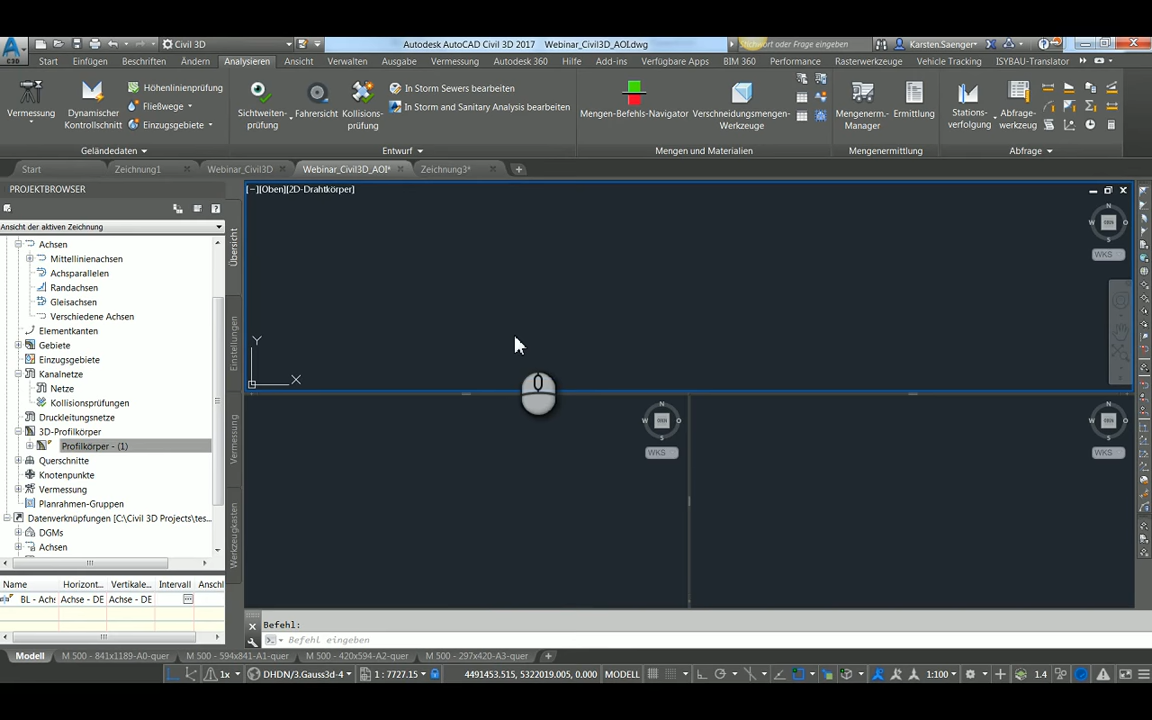 Civil 3D
Autodesk AutoCAD Civil 3D 2017 Webinar_Civil3D_AOI.dwg
Stichwort oder Frage eingeben
Karsten.Saenger
C3D
Start Einfügen Beschriften Ändern Analysieren Ansicht Verwalten Ausgabe Vermessung Autodesk 360 Hilfe Add-ins Verfügbare Apps BIM 360 Performance Rasterwerkzeuge Vehicle Tracking ISYBAU-Translator
Höhenlinienprüfung
Fließwege
Einzugsgebiete
In Storm Sewers bearbeiten
In Storm and Sanitary Analysis bearbeiten
Vermessung
Dynamischer Kontrollschnitt
Sichtweiten-prüfung
Fahrersicht
Kollisions-prüfung
Mengen-Befehls-Navigator
Verschneidungsmengen-Werkzeuge
Mengenerm.-Manager
Ermittlung
Stations-verfolgung
Abfrage-werkzeug
Geländedaten
Entwurf
Mengen und Materialien
Mengenermittlung
Abfrage
Start Zeichnung1 Webinar_Civil3D Webinar_Civil3D_AOI* Zeichnung3*
PROJEKTBROWSER
Ansicht der aktiven Zeichnung
Achsen
Mittellinienachsen
Achsparallelen
Randachsen
Gleisachsen
Verschiedene Achsen
Elementkanten
Gebiete
Einzugsgebiete
Kanalnetze
Netze
Kollisionsprüfungen
Druckleitungsnetze
3D-Profilkörper
Profilkörper - (1)
Querschnitte
Knotenpunkte
Vermessung
Planrahmen-Gruppen
Datenverknüpfungen [C:\Civil 3D Projects\tes...
DGMs
Achsen
Übersicht
Einstellungen
Vermessung
Werkzeugkasten
Name Horizont... Vertikale... Intervall Anschl
BL - Achs Achse - DE Achse - DE
[−][Oben][2D-Drahtkörper]
N
W OBEN O
S
WKS
Y
X
N
W OBEN O
S
WKS
N
W OBEN O
S
WKS
Befehl:
Befehl eingeben
Modell M 500 - 841x1189-A0-quer M 500 - 594x841-A1-quer M 500 - 420x594-A2-quer M 500 - 297x420-A3-quer
1x DHDN/3.Gauss3d-4 1 : 7727.15 4491453.515, 5322019.005, 0.000 MODELL 1:100 1.4